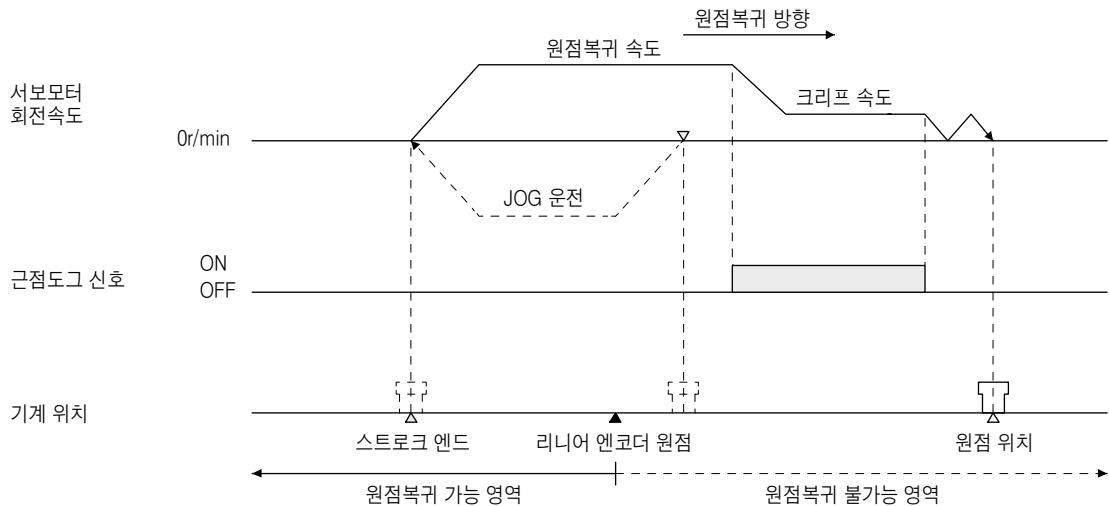 원점복귀 방향
원점복귀 속도
서보모터
회전속도
크리프 속도
0r/min
JOG 운전
근점도그 신호
ON
OFF
기계 위치
스트로크 엔드
리니어 엔코더 원점
원점 위치
원점복귀 가능 영역
원점복귀 불가능 영역